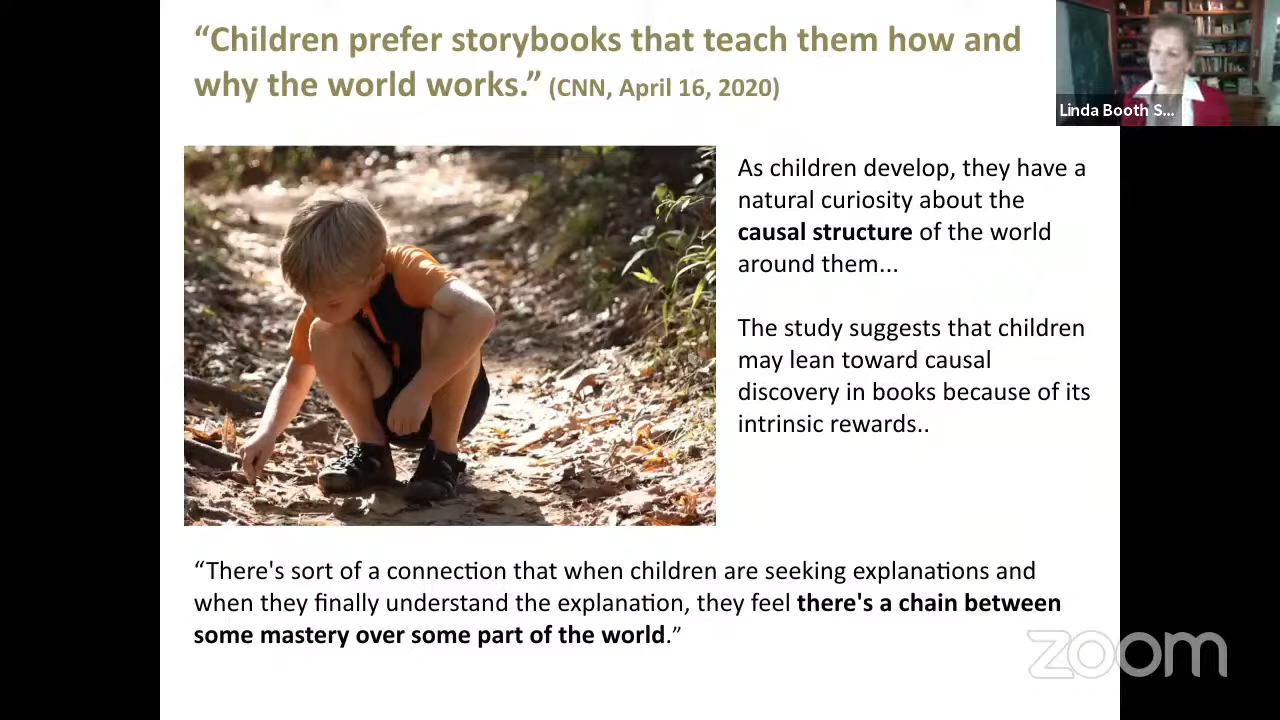 “Children prefer storybooks that teach them how and
why the world works.” (CNN, April 16, 2020)
Linda Booth S...
As children develop, they have a
natural curiosity about the
causal structure of the world
around them...
The study suggests that children
may lean toward causal
discovery in books because of its
intrinsic rewards..
“There's sort of a connection that when children are seeking explanations and
when they finally understand the explanation, they feel there's a chain between
some mastery over some part of the world.”
zoom